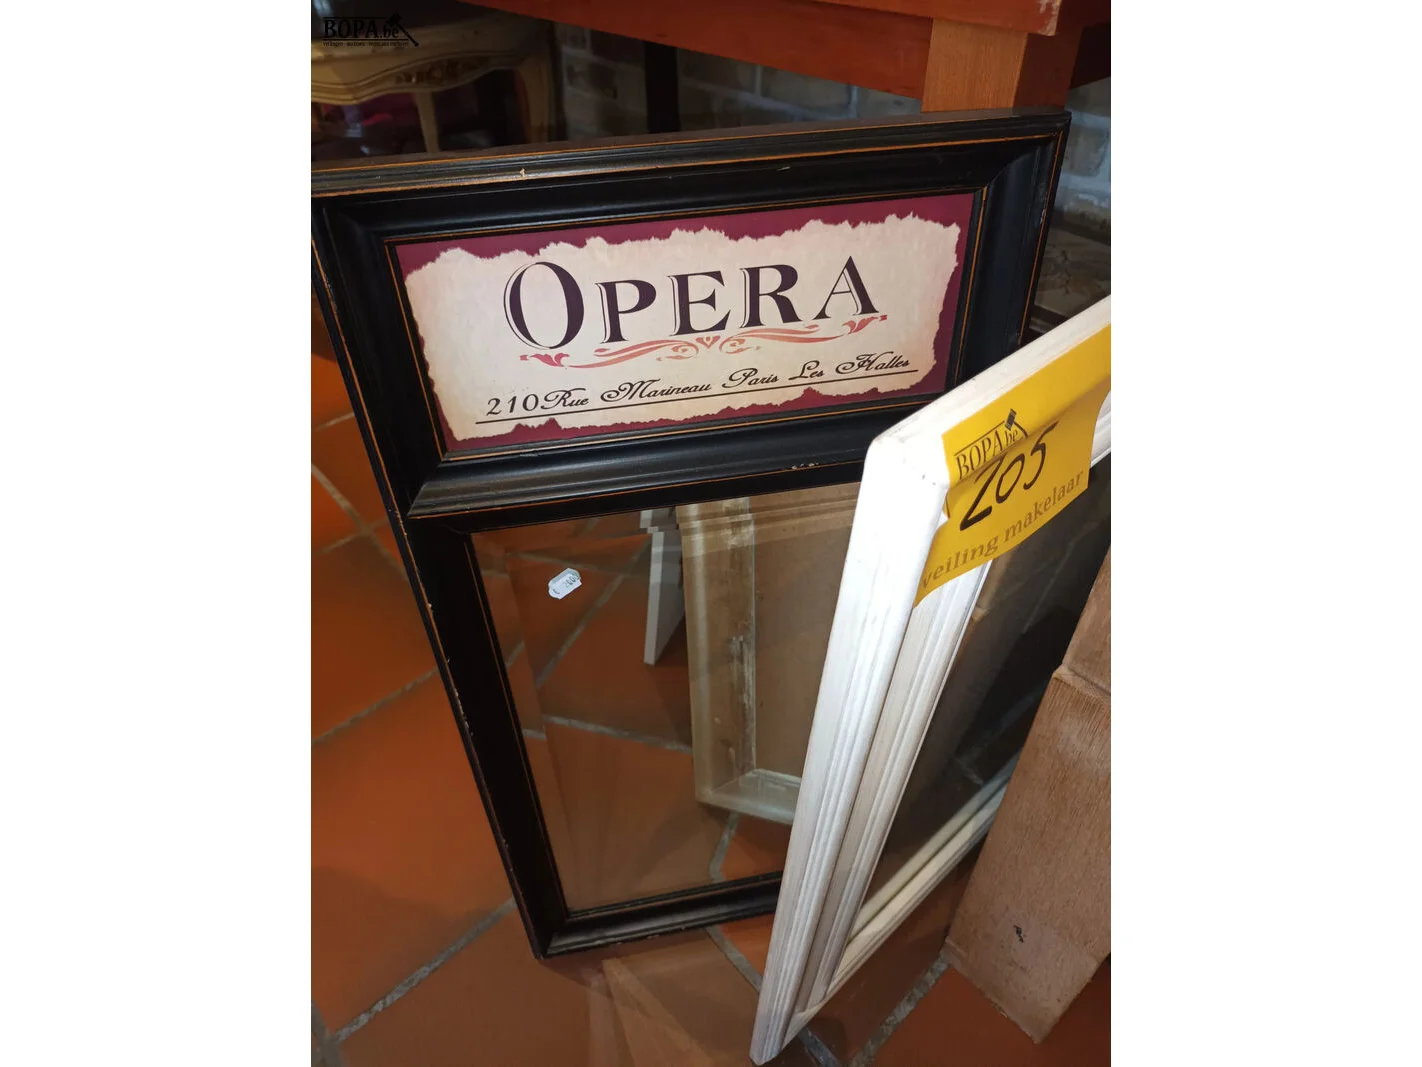 BOPA.be
OPERA
210 Rue Marineau Paris Les Halles
BOPA.be
205
veiling makelaar